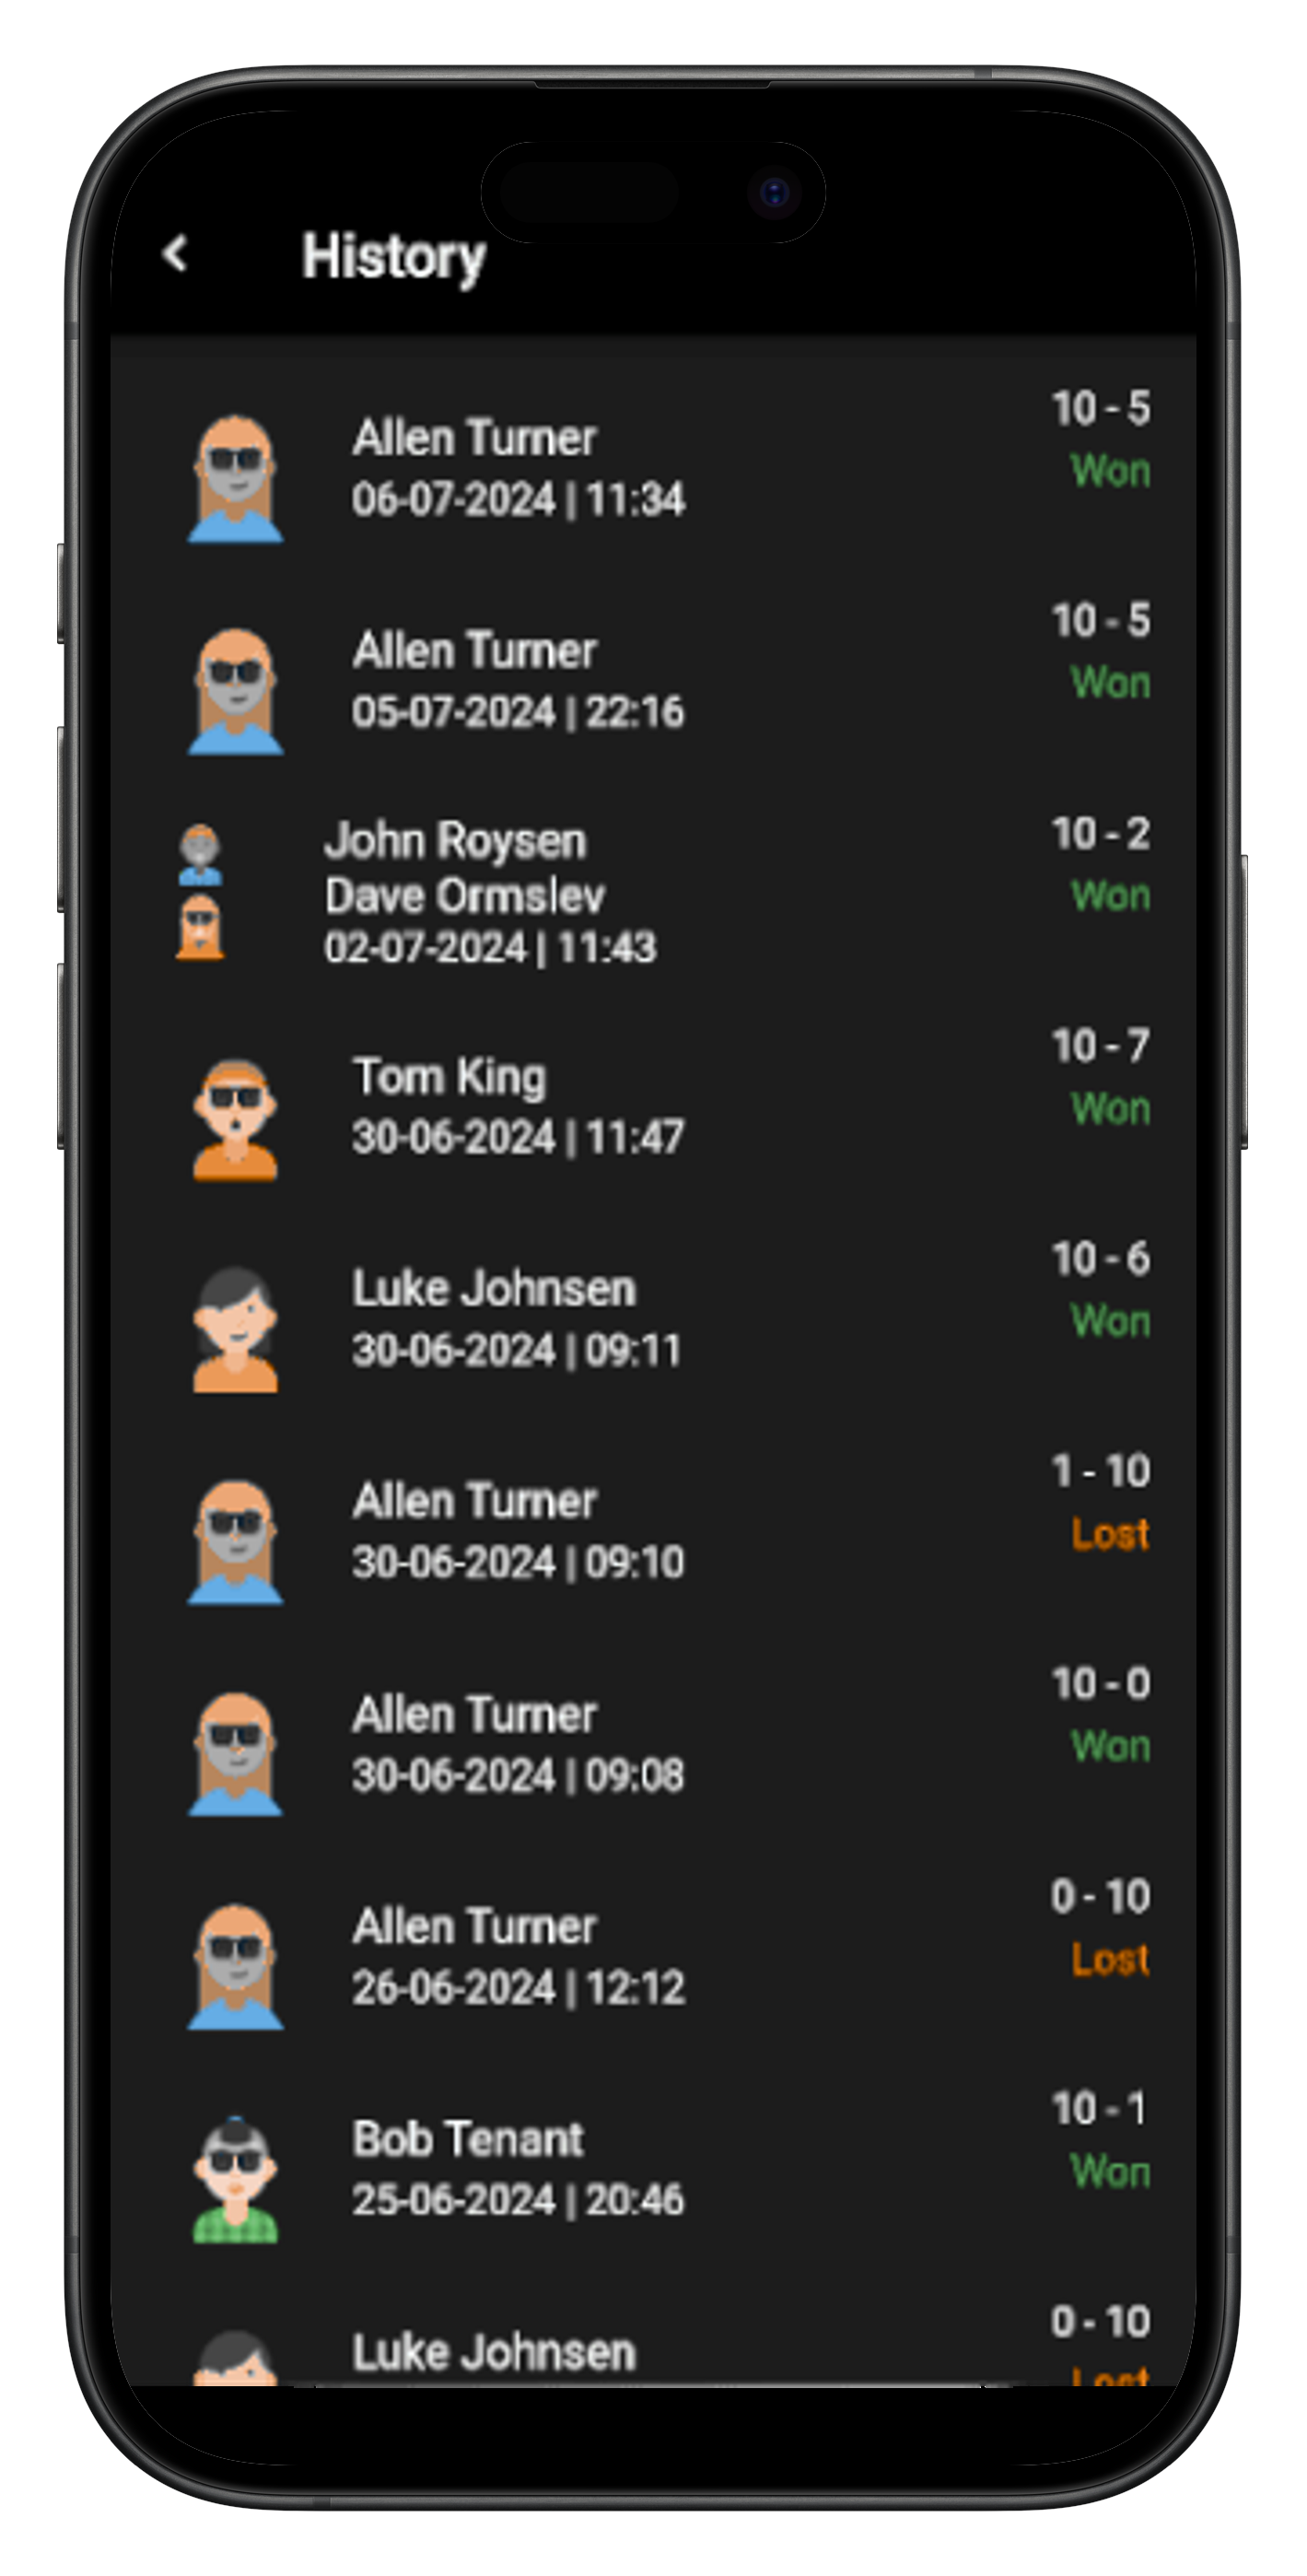 History
Allen Turner
06-07-2024 | 11:34
10 - 5
Won
Allen Turner
05-07-2024 | 22:16
10 - 5
Won
John Roysen
Dave Ormslev
02-07-2024 | 11:43
10 - 2
Won
Tom King
30-06-2024 | 11:47
10 - 7
Won
Luke Johnsen
30-06-2024 | 09:11
10 - 6
Won
Allen Turner
30-06-2024 | 09:10
1 - 10
Lost
Allen Turner
30-06-2024 | 09:08
10 - 0
Won
Allen Turner
26-06-2024 | 12:12
0 - 10
Lost
Bob Tenant
25-06-2024 | 20:46
10 - 1
Won
Luke Johnsen
0 - 10
Lost